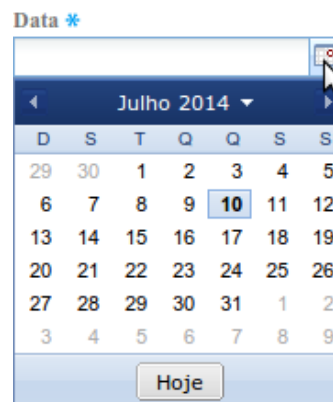 Data *
Julho 2014
D S T Q Q S S
29 30 1 2 3 4 5
6 7 8 9 10 11 12
13 14 15 16 17 18 19
20 21 22 23 24 25 26
27 28 29 30 31 1 2
3 4 5 6 7 8 9
Hoje